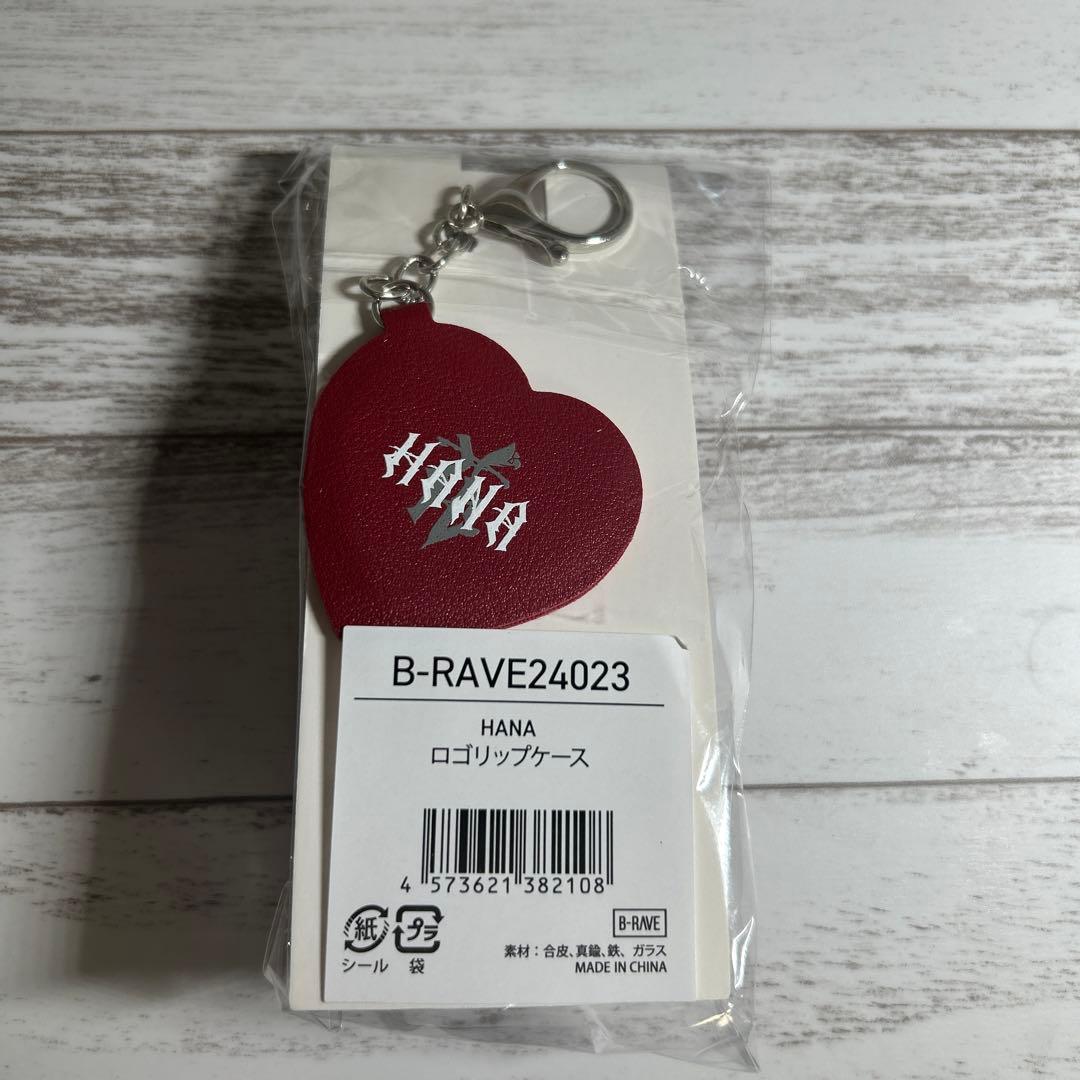 HANA
B-RAVE24023
HANA
ロゴリップケース
4 573621 382108
紙 プラ
シール 袋
B-RAVE
素材：合皮、真鍮、鉄、ガラス
MADE IN CHINA